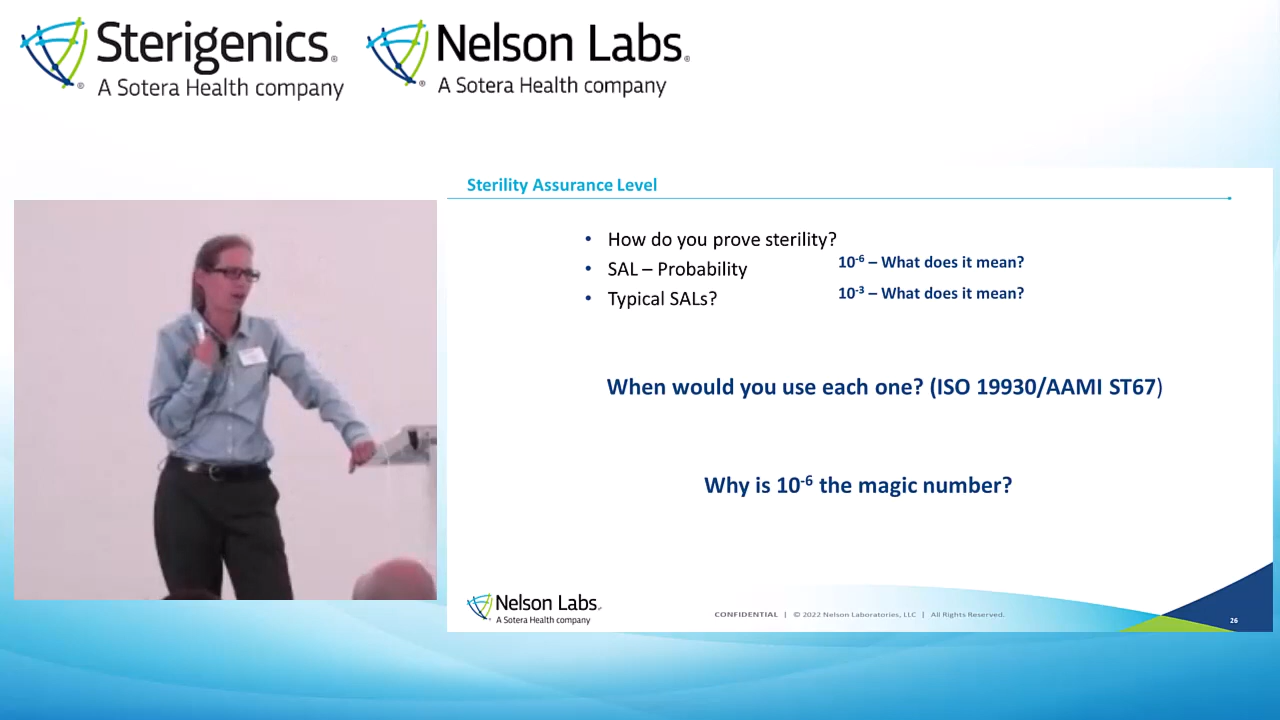 Sterigenics®
A Sotera Health company
Nelson Labs®
A Sotera Health company
Sterility Assurance Level
• How do you prove sterility?
• SAL – Probability
• Typical SALs?
10⁻⁶ – What does it mean?
10⁻³ – What does it mean?
When would you use each one? (ISO 19930/AAMI ST67)
Why is 10⁻⁶ the magic number?
Nelson Labs®
A Sotera Health company
CONFIDENTIAL | © 2022 Nelson Laboratories, LLC | All Rights Reserved.
26